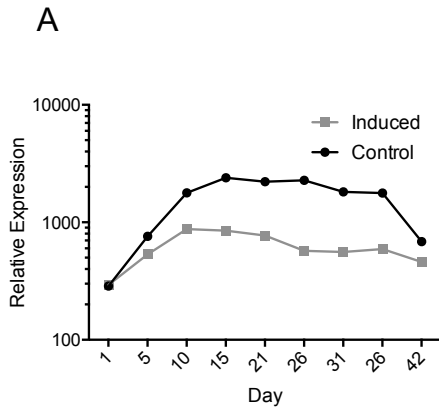 A
10000
1000
100
Relative Expression
Induced
Control
1 5 10 15 21 26 31 26 42
Day